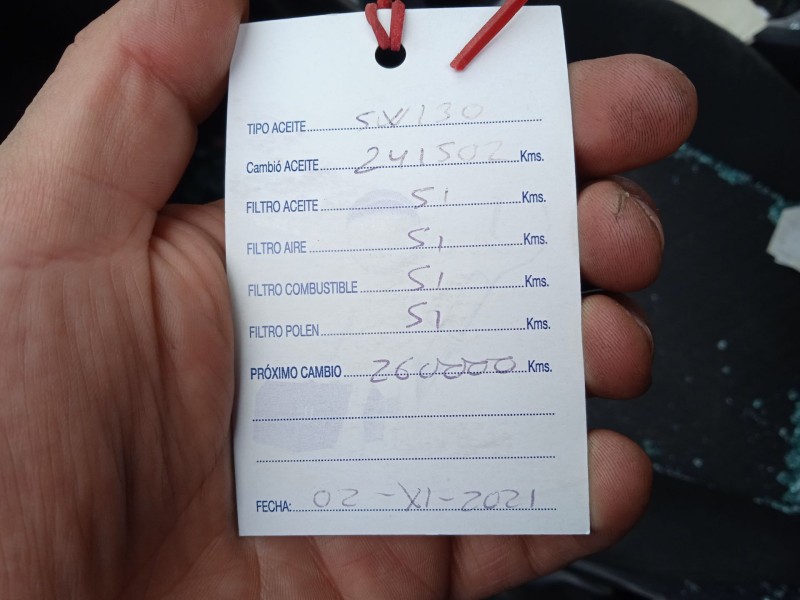 TIPO ACEITE 5W130
Cambió ACEITE 241502 Kms.
FILTRO ACEITE SI Kms.
FILTRO AIRE SI Kms.
FILTRO COMBUSTIBLE SI Kms.
FILTRO POLEN SI Kms.
PRÓXIMO CAMBIO 260000 Kms.
FECHA: 02-XI-2021